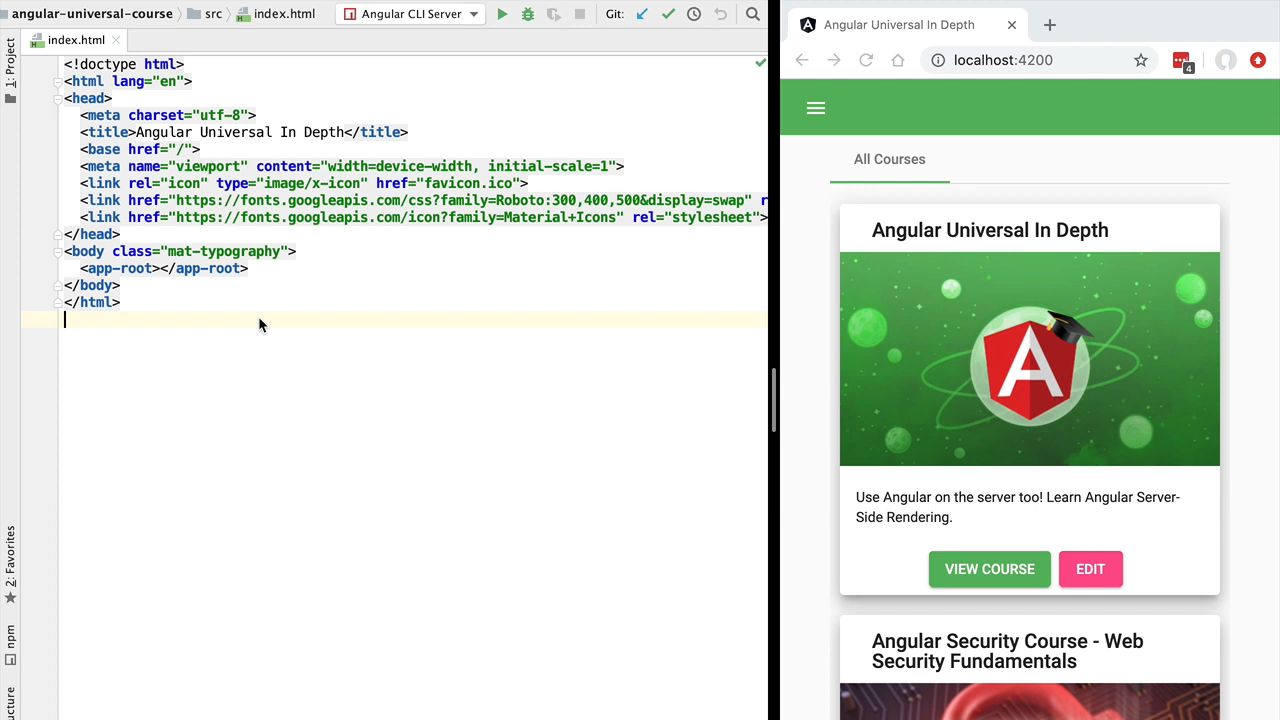 angular-universal-course
src
index.html
Angular CLI Server
Git:
index.html
1: Project
<!doctype html>
<html lang="en">
<head>
<meta charset="utf-8">
<title>Angular Universal In Depth</title>
<base href="/">
<meta name="viewport" content="width=device-width, initial-scale=1">
<link rel="icon" type="image/x-icon" href="favicon.ico">
<link href="https://fonts.googleapis.com/css?family=Roboto:300,400,500&display=swap" r
<link href="https://fonts.googleapis.com/icon?family=Material+Icons" rel="stylesheet">
</head>
<body class="mat-typography">
<app-root></app-root>
</body>
</html>
2: Favorites
npm
ucture
Angular Universal In Depth
localhost:4200
4
All Courses
Angular Universal In Depth
A
Use Angular on the server too! Learn Angular Server-
Side Rendering.
VIEW COURSE
EDIT
Angular Security Course - Web
Security Fundamentals